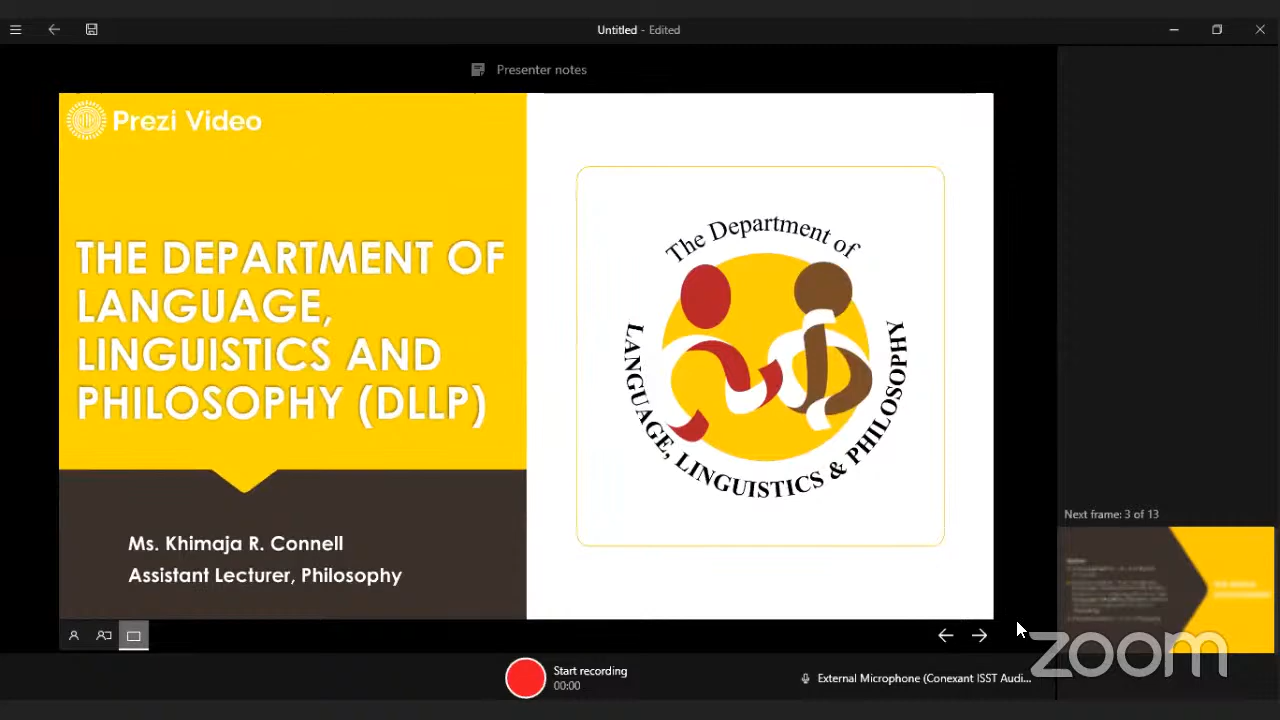 Untitled - Edited
Presenter notes
Prezi Video
THE DEPARTMENT OF
LANGUAGE,
LINGUISTICS AND
PHILOSOPHY (DLLP)
Ms. Khimaja R. Connell
Assistant Lecturer, Philosophy
The Department of
LANGUAGE, LINGUISTICS & PHILOSOPHY
Next frame: 3 of 13
Start recording
00:00
External Microphone (Conexant ISST Audi...
zoom